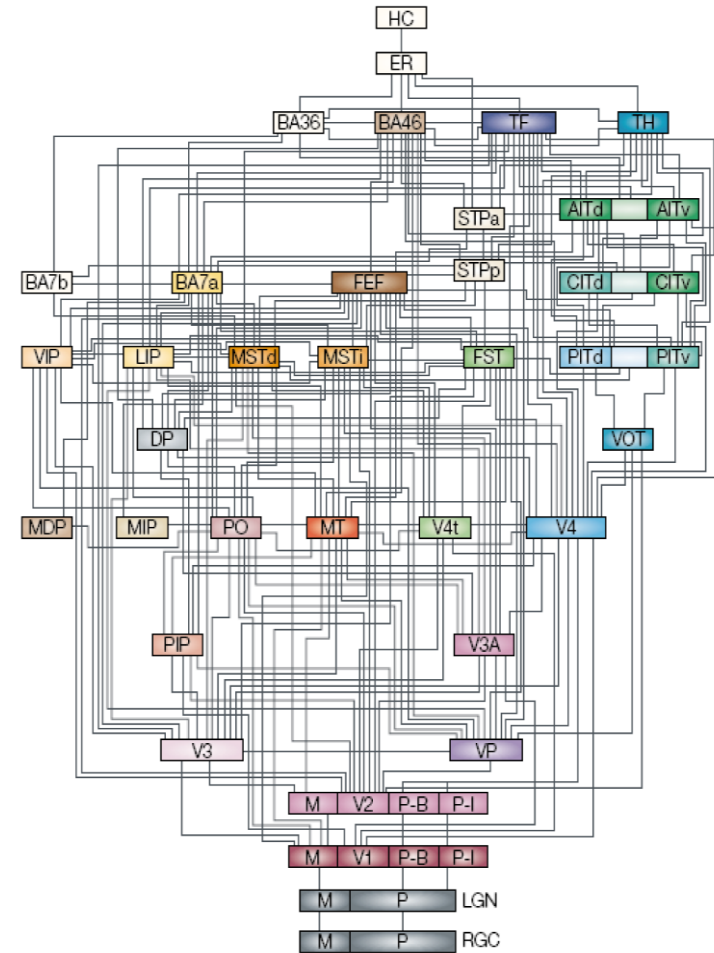 HC
ER
BA36 BA46 TF TH
AITd AITv
STPa
STPp
BA7b BA7a FEF CITd CITv
VIP LIP MSTd MSTi FST PITd PITv
DP VOT
MDP MIP PO MT V4t V4
PIP V3A
V3 VP
M V2 P-B P-I
M V1 P-B P-I
M P LGN
M P RGC